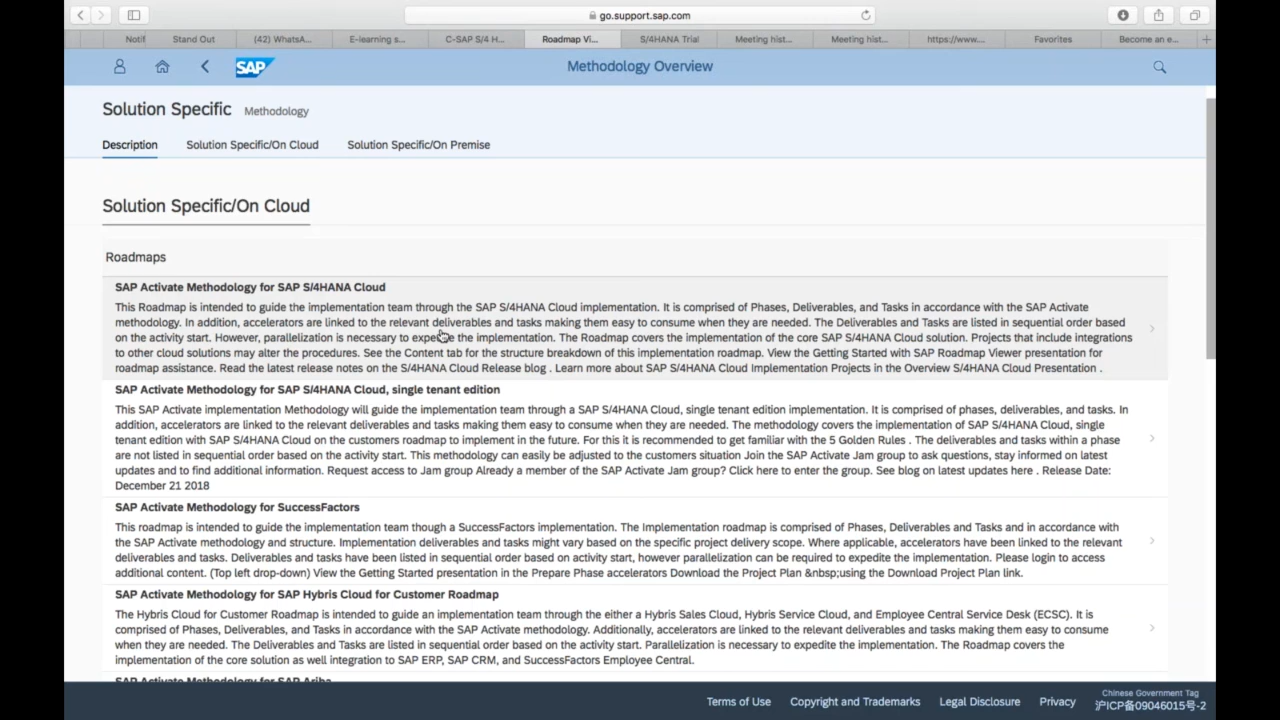 go.support.sap.com
Notif
Stand Out
(42) WhatsA...
E-learning s...
C-SAP S/4 H...
Roadmap Vi...
S/4HANA Trial
Meeting hist...
Meeting hist...
https://www....
Favorites
Become an e...
SAP
Methodology Overview
Solution Specific Methodology
Description
Solution Specific/On Cloud
Solution Specific/On Premise
Solution Specific/On Cloud
Roadmaps
SAP Activate Methodology for SAP S/4HANA Cloud
This Roadmap is intended to guide the implementation team through the SAP S/4HANA Cloud implementation. It is comprised of Phases, Deliverables, and Tasks in accordance with the SAP Activate
methodology. In addition, accelerators are linked to the relevant deliverables and tasks making them easy to consume when they are needed. The Deliverables and Tasks are listed in sequential order based
on the activity start. However, parallelization is necessary to expedite the implementation. The Roadmap covers the implementation of the core SAP S/4HANA Cloud solution. Projects that include integrations
to other cloud solutions may alter the procedures. See the Content tab for the structure breakdown of this implementation roadmap. View the Getting Started with SAP Roadmap Viewer presentation for
roadmap assistance. Read the latest release notes on the S/4HANA Cloud Release blog . Learn more about SAP S/4HANA Cloud Implementation Projects in the Overview S/4HANA Cloud Presentation .
SAP Activate Methodology for SAP S/4HANA Cloud, single tenant edition
This SAP Activate implementation Methodology will guide the implementation team through a SAP S/4HANA Cloud, single tenant edition implementation. It is comprised of phases, deliverables, and tasks. In
addition, accelerators are linked to the relevant deliverables and tasks making them easy to consume when they are needed. The methodology covers the implementation of SAP S/4HANA Cloud, single
tenant edition with SAP S/4HANA Cloud on the customers roadmap to implement in the future. For this it is recommended to get familiar with the 5 Golden Rules . The deliverables and tasks within a phase
are not listed in sequential order based on the activity start. This methodology can easily be adjusted to the customers situation Join the SAP Activate Jam group to ask questions, stay informed on latest
updates and to find additional information. Request access to Jam group Already a member of the SAP Activate Jam group? Click here to enter the group. See blog on latest updates here . Release Date:
December 21 2018
SAP Activate Methodology for SuccessFactors
This roadmap is intended to guide the implementation team though a SuccessFactors implementation. The Implementation roadmap is comprised of Phases, Deliverables and Tasks and in accordance with
the SAP Activate methodology and structure. Implementation deliverables and tasks might vary based on the specific project delivery scope. Where applicable, accelerators have been linked to the relevant
deliverables and tasks. Deliverables and tasks have been listed in sequential order based on activity start, however parallelization can be required to expedite the implementation. Please login to access
additional content. (Top left drop-down) View the Getting Started presentation in the Prepare Phase accelerators Download the Project Plan &nbsp;using the Download Project Plan link.
SAP Activate Methodology for SAP Hybris Cloud for Customer Roadmap
The Hybris Cloud for Customer Roadmap is intended to guide an implementation team through the either a Hybris Sales Cloud, Hybris Service Cloud, and Employee Central Service Desk (ECSC). It is
comprised of Phases, Deliverables, and Tasks in accordance with the SAP Activate methodology. Additionally, accelerators are linked to the relevant deliverables and tasks making them easy to consume
when they are needed. The Deliverables and Tasks are listed in sequential order based on the activity start. Parallelization is necessary to expedite the implementation. The Roadmap covers the
implementation of the core solution as well integration to SAP ERP, SAP CRM, and SuccessFactors Employee Central.
SAP Activate Methodology for SAP Ariba
Terms of Use
Copyright and Trademarks
Legal Disclosure
Privacy
Chinese Government Tag
沪ICP备09046015号-2